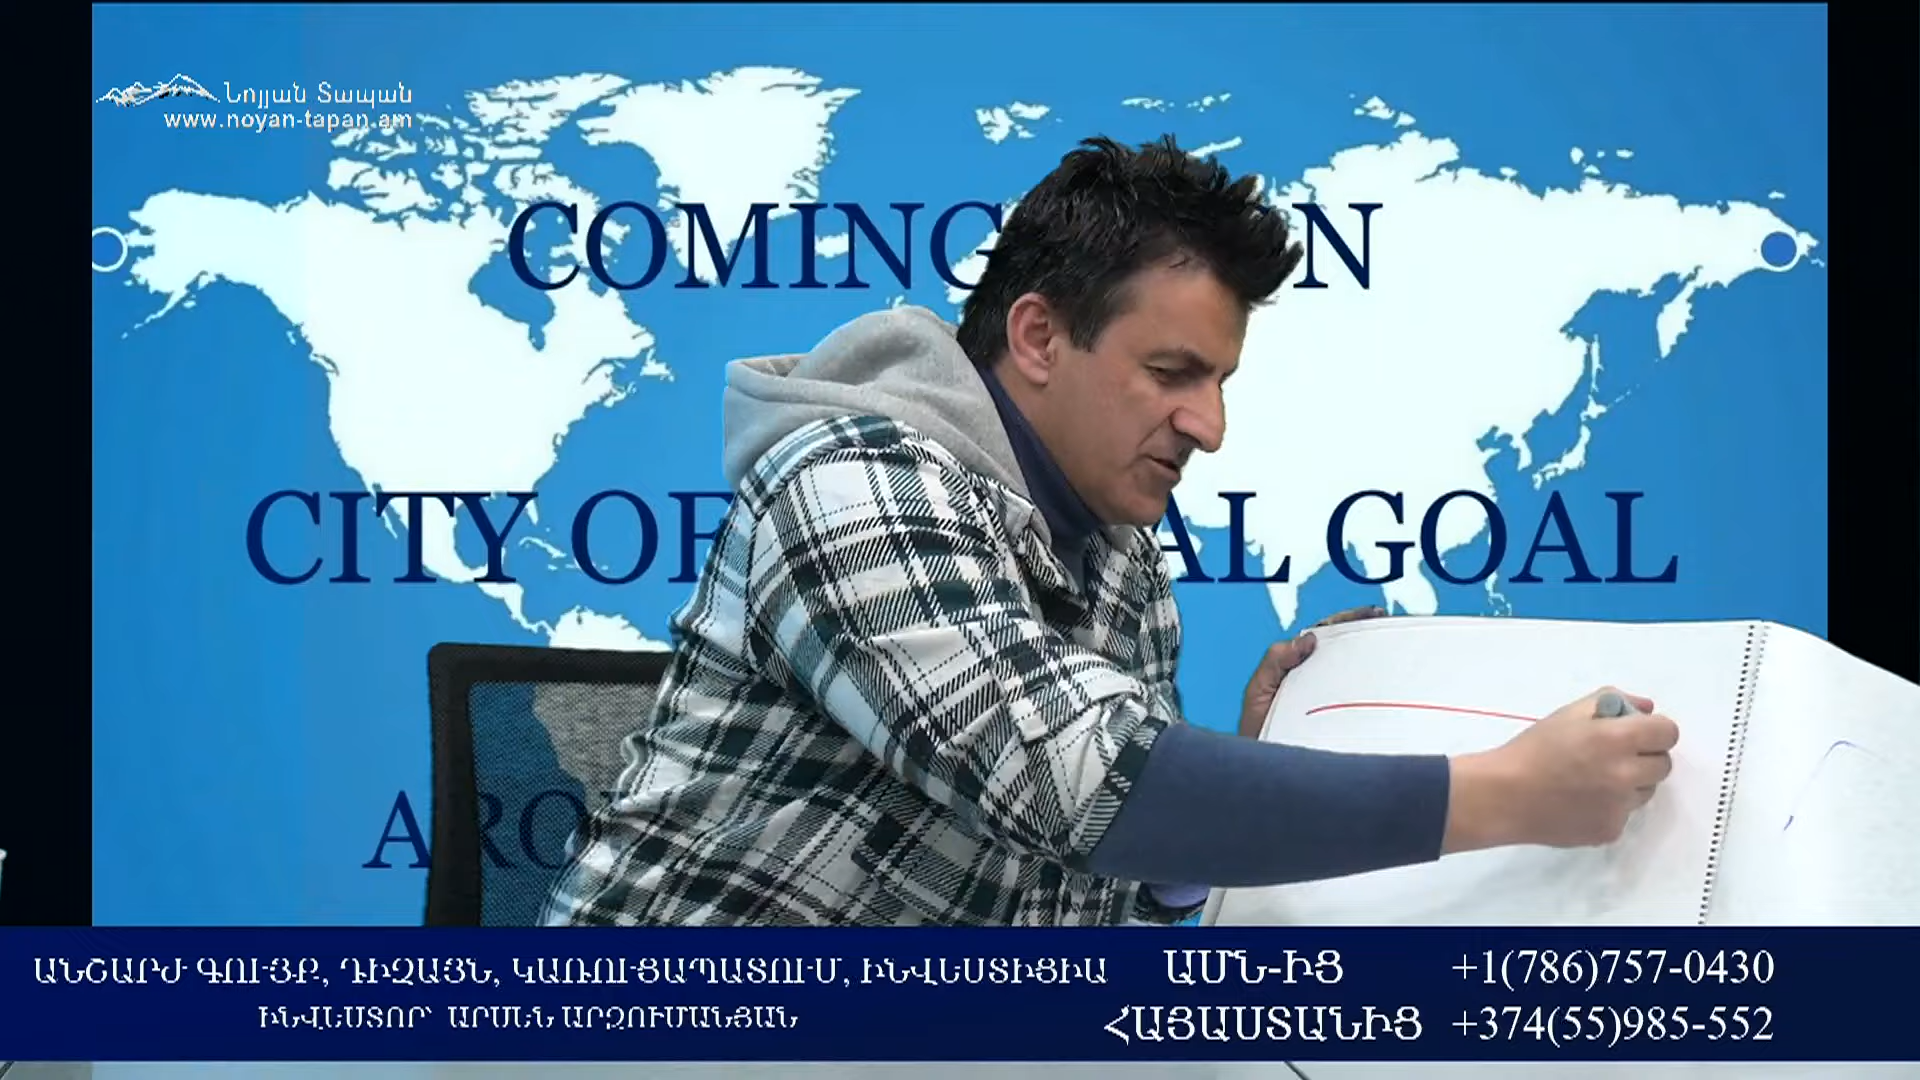 Նոյյան Տապան
www.noyan-tapan.am
COMING
CITY OF AL GOAL
ԱՆՇԱՐԺ ԳՈՒՅՔ, ԴԻԶԱՅՆ, ԿԱՌՈՒՑԱՊԱՏՈՒՄ, ԻՆՎԵՍՏԻՑԻԱ
ԻՆՎԵՍՏՈՐ՝ ԱՐՍԵՆ ԱՐԶՈՒՄԱՆՅԱՆ
ԱՄՆ-ԻՑ +1(786)757-0430
ՀԱՅԱՍՏԱՆԻՑ +374(55)985-552